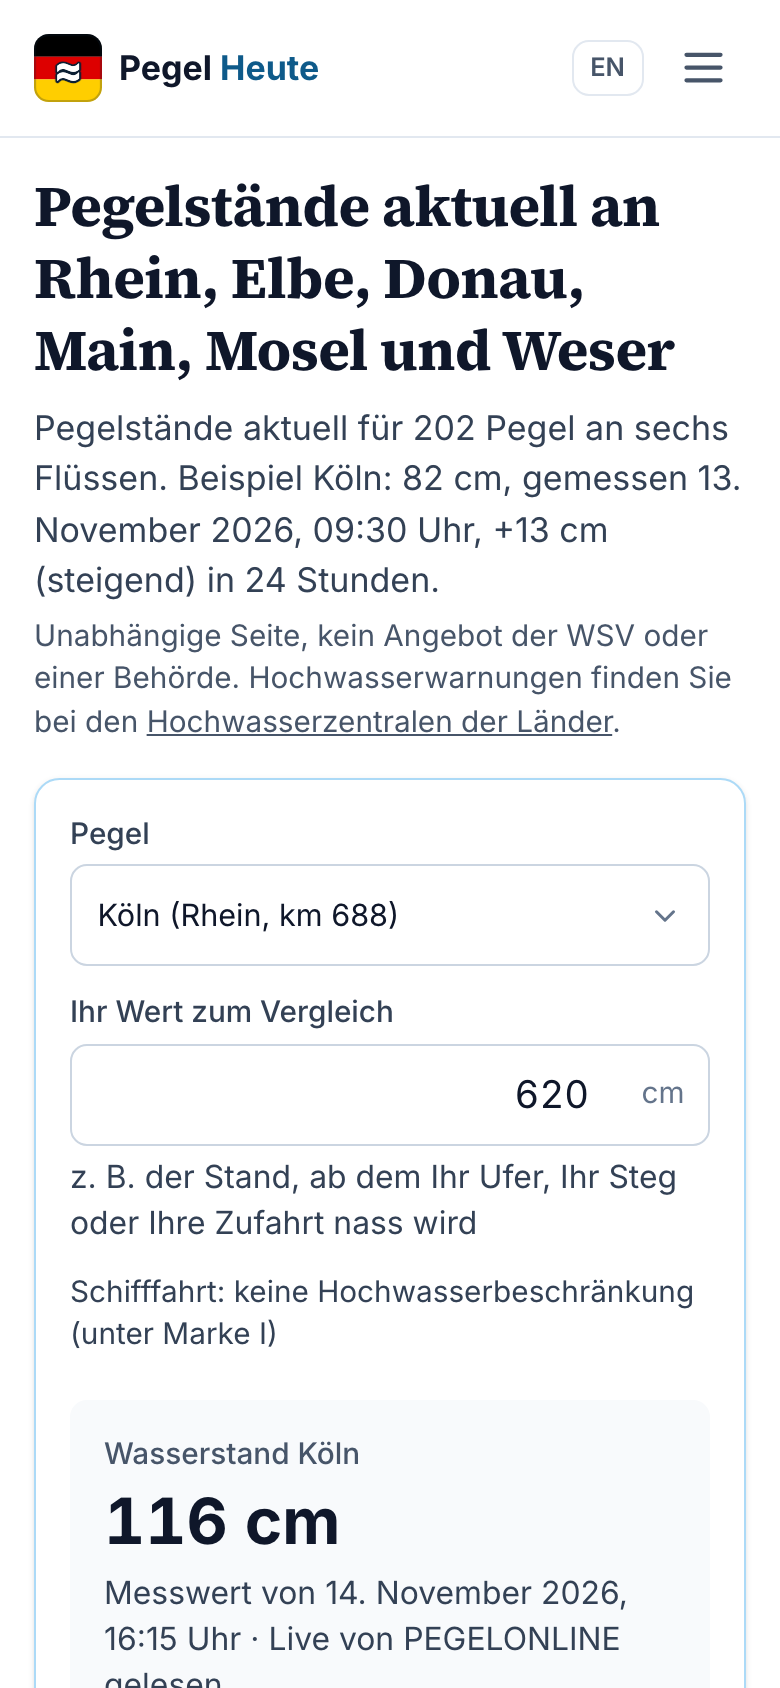 Pegel Heute
EN
Pegelstände aktuell an
Rhein, Elbe, Donau,
Main, Mosel und Weser
Pegelstände aktuell für 202 Pegel an sechs
Flüssen. Beispiel Köln: 82 cm, gemessen 13.
November 2026, 09:30 Uhr, +13 cm
(steigend) in 24 Stunden.
Unabhängige Seite, kein Angebot der WSV oder
einer Behörde. Hochwasserwarnungen finden Sie
bei den Hochwasserzentralen der Länder.
Pegel
Köln (Rhein, km 688)
Ihr Wert zum Vergleich
620 cm
z. B. der Stand, ab dem Ihr Ufer, Ihr Steg
oder Ihre Zufahrt nass wird
Schifffahrt: keine Hochwasserbeschränkung
(unter Marke I)
Wasserstand Köln
116 cm
Messwert von 14. November 2026,
16:15 Uhr · Live von PEGELONLINE
gelesen